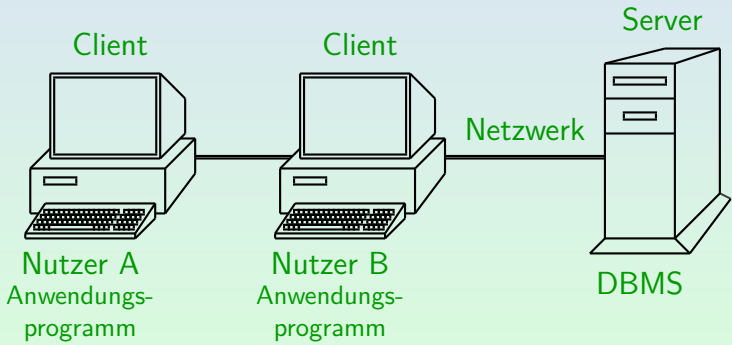 Server
Client
Client
Netzwerk
Nutzer A
Anwendungs-
programm
Nutzer B
Anwendungs-
programm
DBMS